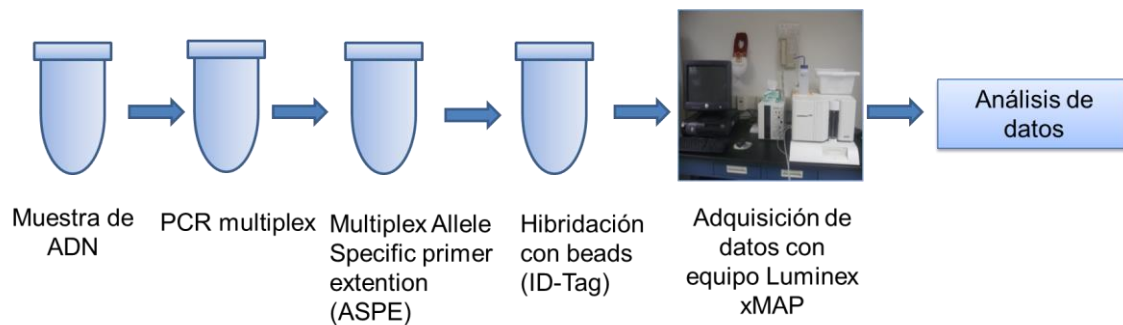 Análisis de
datos
Muestra de
ADN
PCR multiplex
Multiplex Allele
Specific primer
extention
(ASPE)
Hibridación
con beads
(ID-Tag)
Adquisición de
datos con
equipo Luminex
xMAP